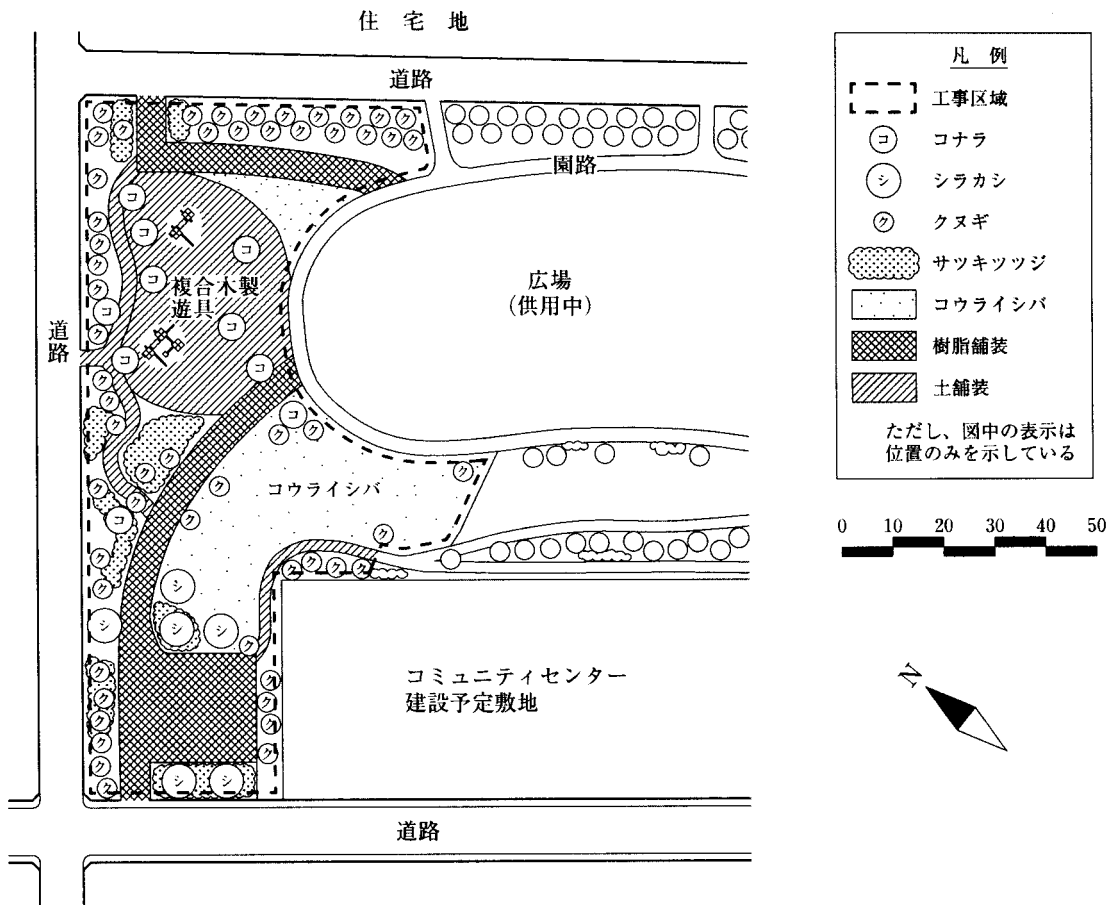 住宅地
道路
園路
広場
(供用中)
複合木製
遊具
道路
コウライシバ
コミュニティセンター
建設予定敷地
道路
凡例
工事区域
コ コナラ
シ シラカシ
ク クヌギ
サツキツツジ
コウライシバ
樹脂舗装
土舗装
ただし、図中の表示は
位置のみを示している
0 10 20 30 40 50
N